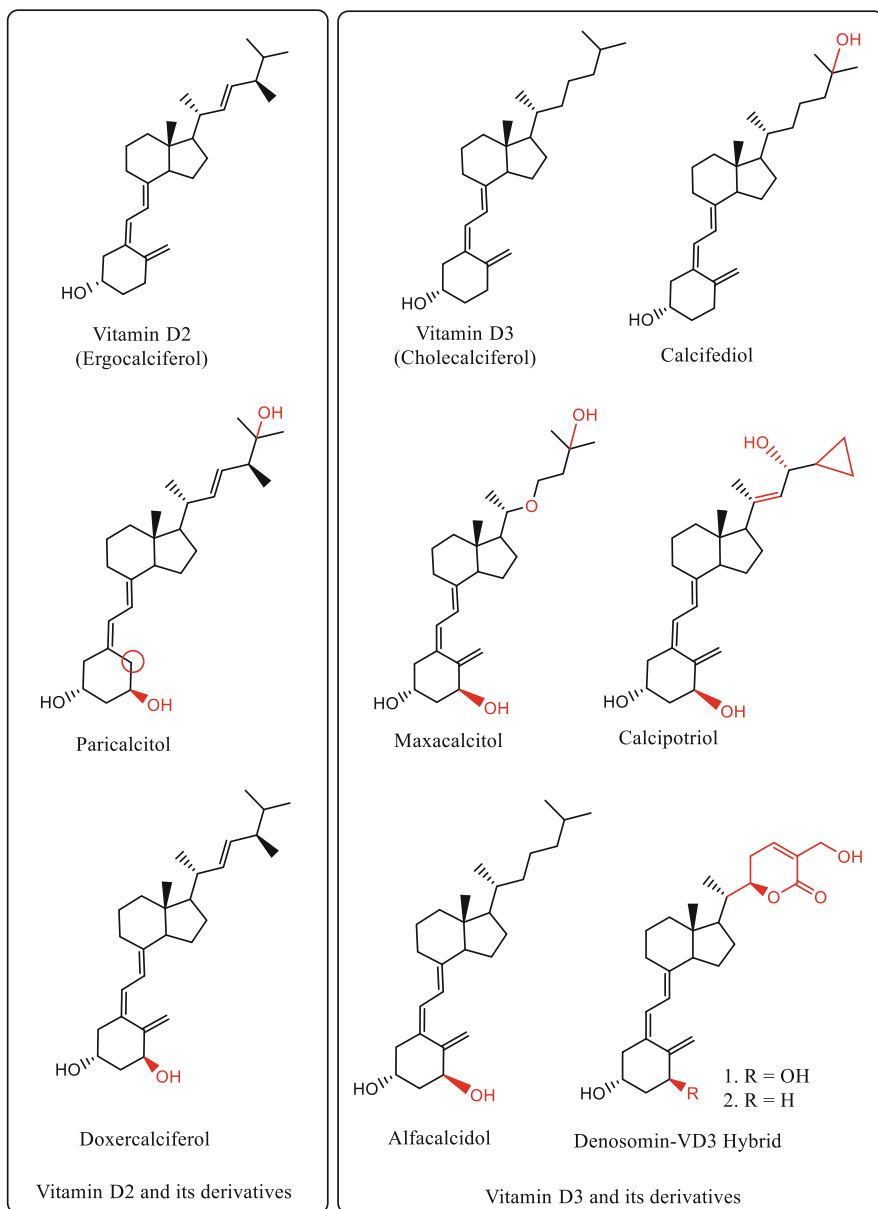 HO
Vitamin D2
(Ergocalciferol)
OH
HO
OH
Paricalcitol
HO
OH
Doxercalciferol
Vitamin D2 and its derivatives
HO
Vitamin D3
(Cholecalciferol)
OH
HO
Calcifediol
OH
O
HO
OH
Maxacalcitol
HO
HO
OH
Calcipotriol
HO
OH
Alfacalcidol
OH
O
O
HO
R
1. R = OH
2. R = H
Denosomin-VD3 Hybrid
Vitamin D3 and its derivatives